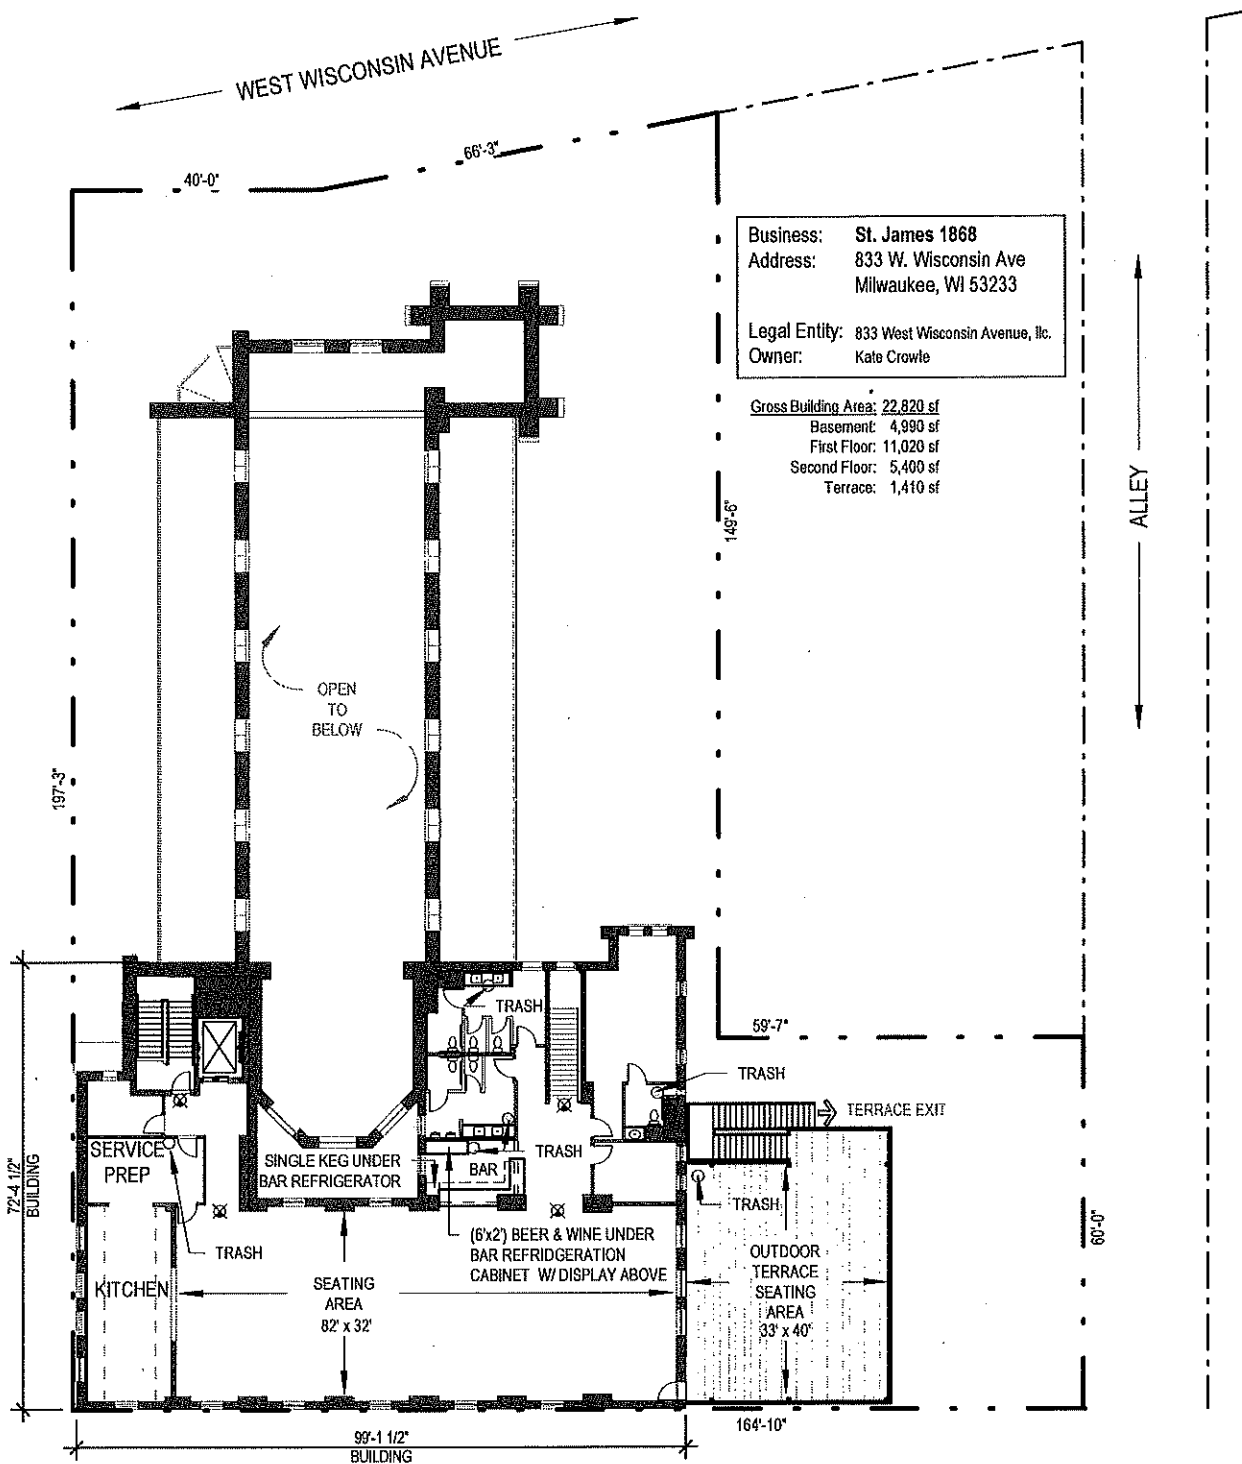 WEST WISCONSIN AVENUE
66'-3"
40'-0"
Business: St. James 1868
Address: 833 W. Wisconsin Ave
Milwaukee, WI 53233
Legal Entity: 833 West Wisconsin Avenue, llc.
Owner: Kate Crowle
Gross Building Area: 22,820 sf
Basement: 4,990 sf
First Floor: 11,020 sf
Second Floor: 5,400 sf
Terrace: 1,410 sf
ALLEY
149'-6"
OPEN
TO
BELOW
197'-3"
TRASH
59'-7"
TRASH
TERRACE EXIT
SERVICE
PREP
SINGLE KEG UNDER
BAR REFRIGERATOR
BAR
TRASH
72'-4 1/2"
BUILDING
TRASH
TRASH
(6'x2') BEER & WINE UNDER
BAR REFRIDGERATION
CABINET W/ DISPLAY ABOVE
60'-0"
KITCHEN
SEATING
AREA
82' x 32'
OUTDOOR
TERRACE
SEATING
AREA
33' x 40'
164'-10"
99'-1 1/2"
BUILDING